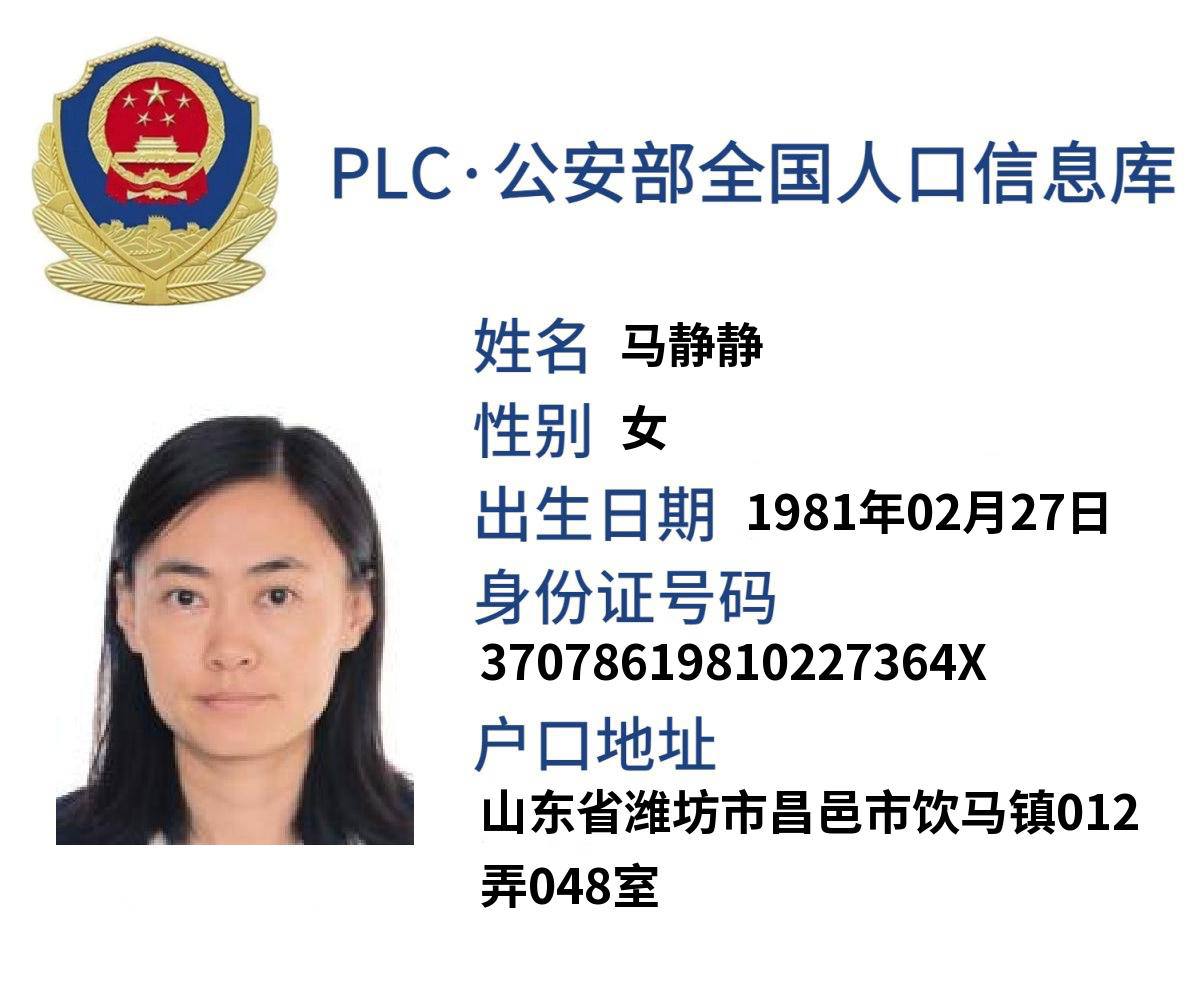 PLC·公安部全国人口信息库
姓名 马静静
性别 女
出生日期 1981年02月27日
身份证号码
37078619810227364X
户口地址
山东省潍坊市昌邑市饮马镇012
弄048室